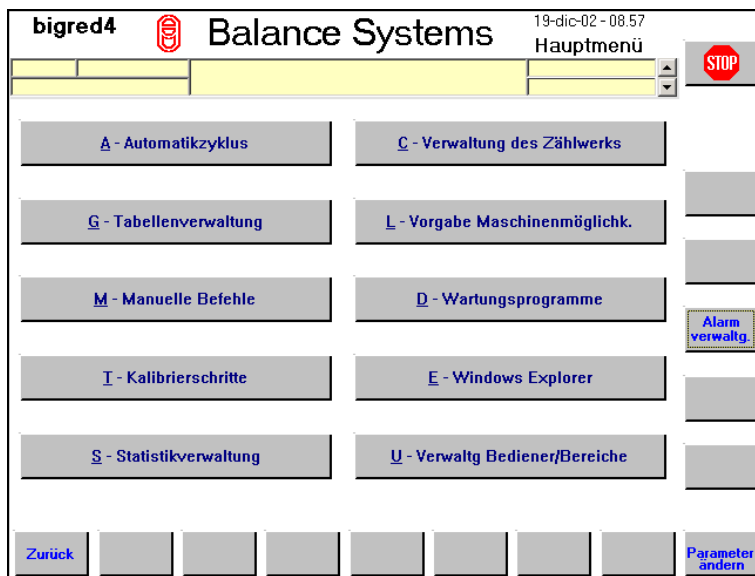 bigred4
Balance Systems
19-dic-02 - 08.57
Hauptmenü
STOP
A - Automatikzyklus
C - Verwaltung des Zählwerks
G - Tabellenverwaltung
L - Vorgabe Maschinenmöglichk.
M - Manuelle Befehle
D - Wartungsprogramme
Alarm
verwaltg.
T - Kalibrierschritte
E - Windows Explorer
S - Statistikverwaltung
U - Verwaltg Bediener/Bereiche
Zurück
Parameter
ändern